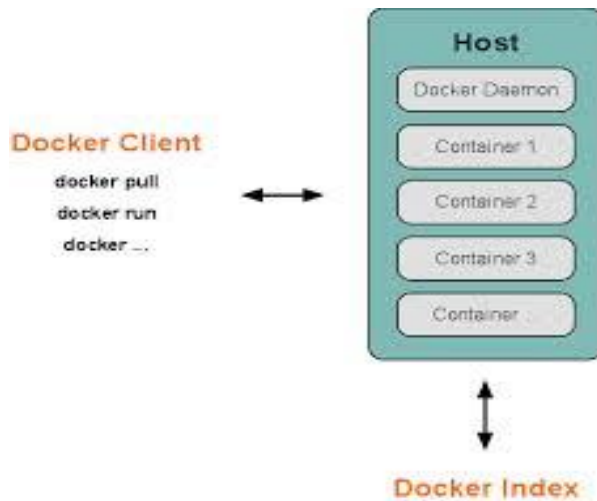 Host
Docker Daemon
Container 1
Container 2
Container 3
Container ...
Docker Client
docker pull
docker run
docker ...
Docker Index